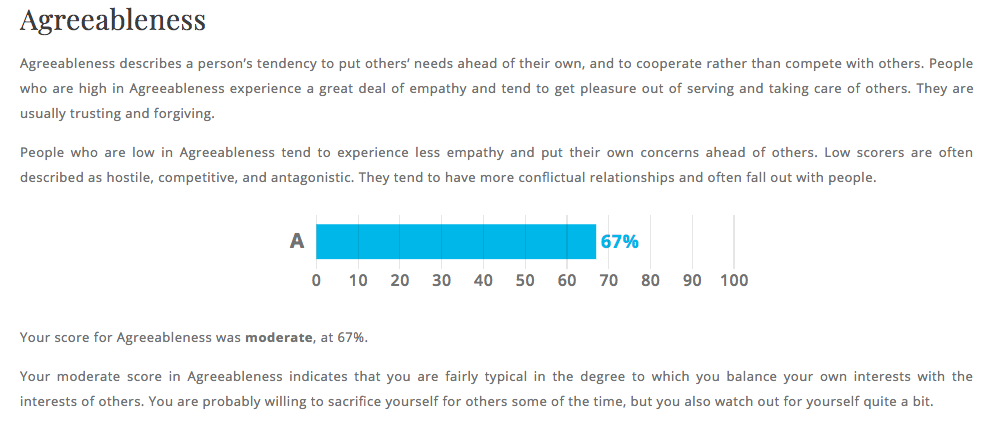 Agreeableness
Agreeableness describes a person's tendency to put others' needs ahead of their own, and to cooperate rather than compete with others. People
who are high in Agreeableness experience a great deal of empathy and tend to get pleasure out of serving and taking care of others. They are
usually trusting and forgiving.
People who are low in Agreeableness tend to experience less empathy and put their own concerns ahead of others. Low scorers are often
described as hostile, competitive, and antagonistic. They tend to have more conflictual relationships and often fall out with people.
A 67%
0 10 20 30 40 50 60 70 80 90 100
Your score for Agreeableness was moderate, at 67%.
Your moderate score in Agreeableness indicates that you are fairly typical in the degree to which you balance your own interests with the
interests of others. You are probably willing to sacrifice yourself for others some of the time, but you also watch out for yourself quite a bit.